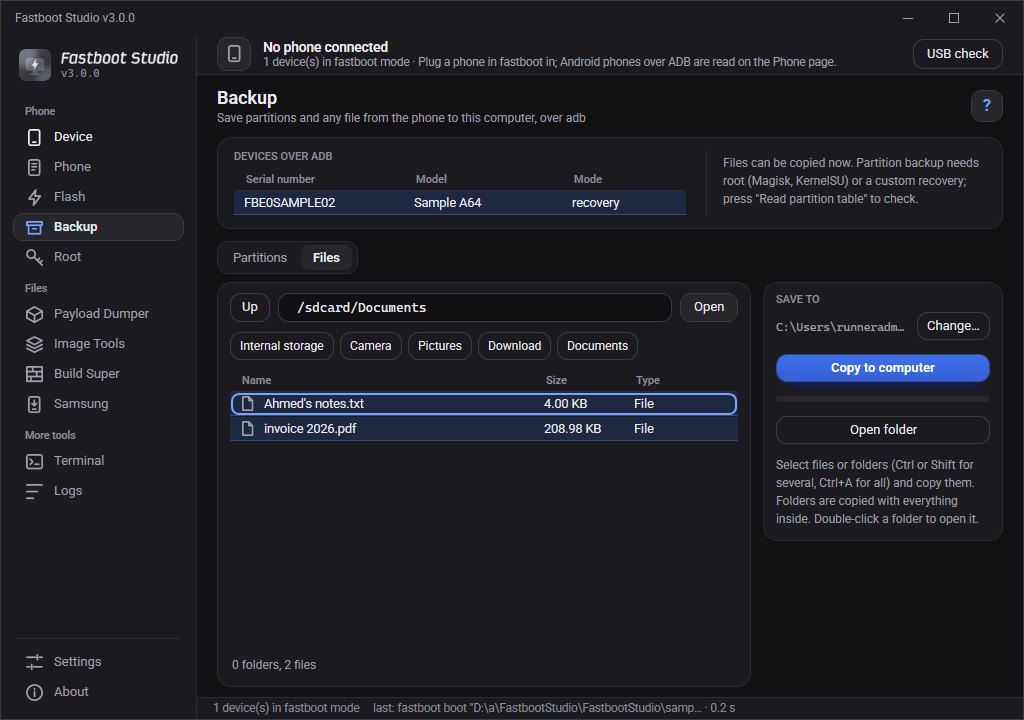 Fastboot Studio v3.0.0
Fastboot Studio
v3.0.0
Phone
Device
Phone
Flash
Backup
Root
Files
Payload Dumper
Image Tools
Build Super
Samsung
More tools
Terminal
Logs
Settings
About
No phone connected
1 device(s) in fastboot mode · Plug a phone in fastboot in; Android phones over ADB are read on the Phone page.
USB check
Backup
Save partitions and any file from the phone to this computer, over adb
?
DEVICES OVER ADB
Serial number Model Mode
FBE0SAMPLE02 Sample A64 recovery
Files can be copied now. Partition backup needs
root (Magisk, KernelSU) or a custom recovery;
press "Read partition table" to check.
Partitions Files
Up /sdcard/Documents Open
Internal storage Camera Pictures Download Documents
Name Size Type
Ahmed's notes.txt 4.00 KB File
invoice 2026.pdf 208.98 KB File
0 folders, 2 files
SAVE TO
C:\Users\runneradm… Change...
Copy to computer
Open folder
Select files or folders (Ctrl or Shift for
several, Ctrl+A for all) and copy them.
Folders are copied with everything
inside. Double-click a folder to open it.
1 device(s) in fastboot mode last: fastboot boot "D:\a\FastbootStudio\FastbootStudio\samp… · 0.2 s